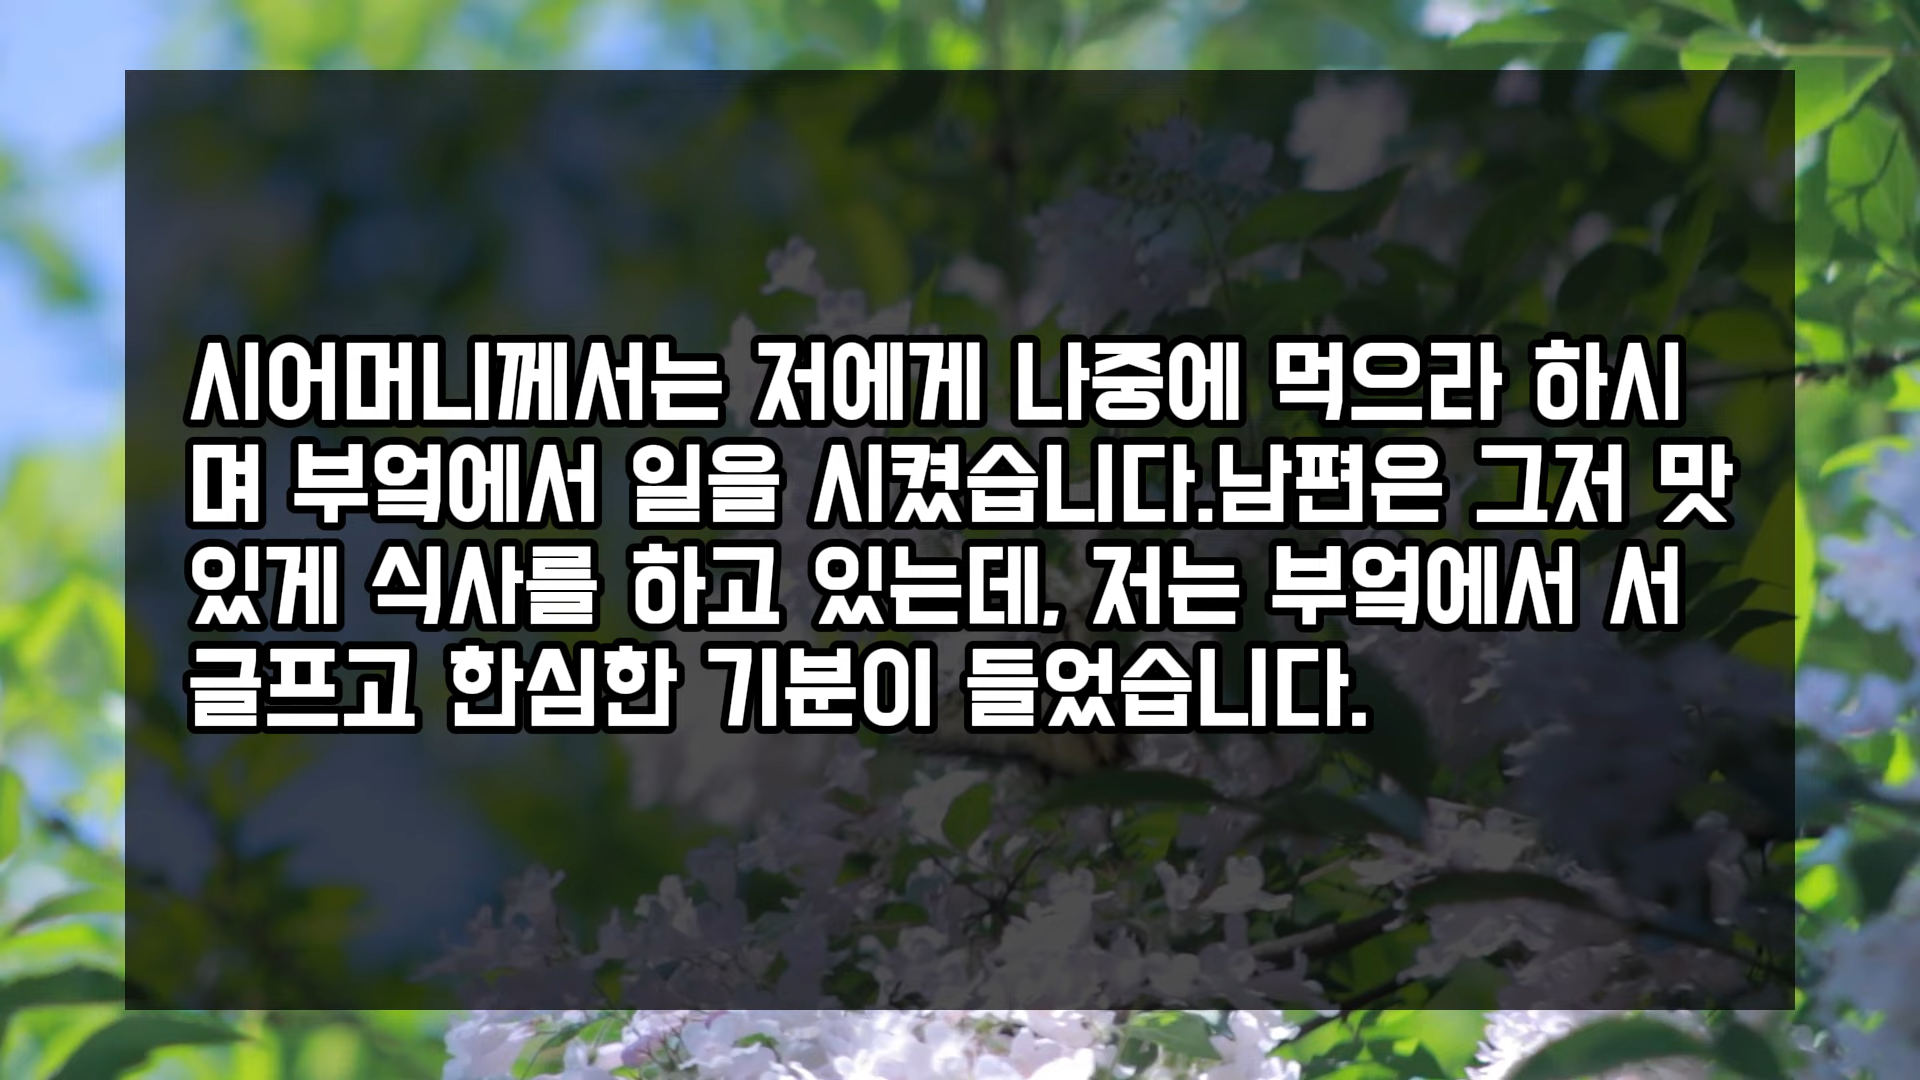 시어머니께서는 저에게 나중에 먹으라 하시
며 부엌에서 일을 시켰습니다.남편은 그저 맛
있게 식사를 하고 있는데, 저는 부엌에서 서
글프고 한심한 기분이 들었습니다.